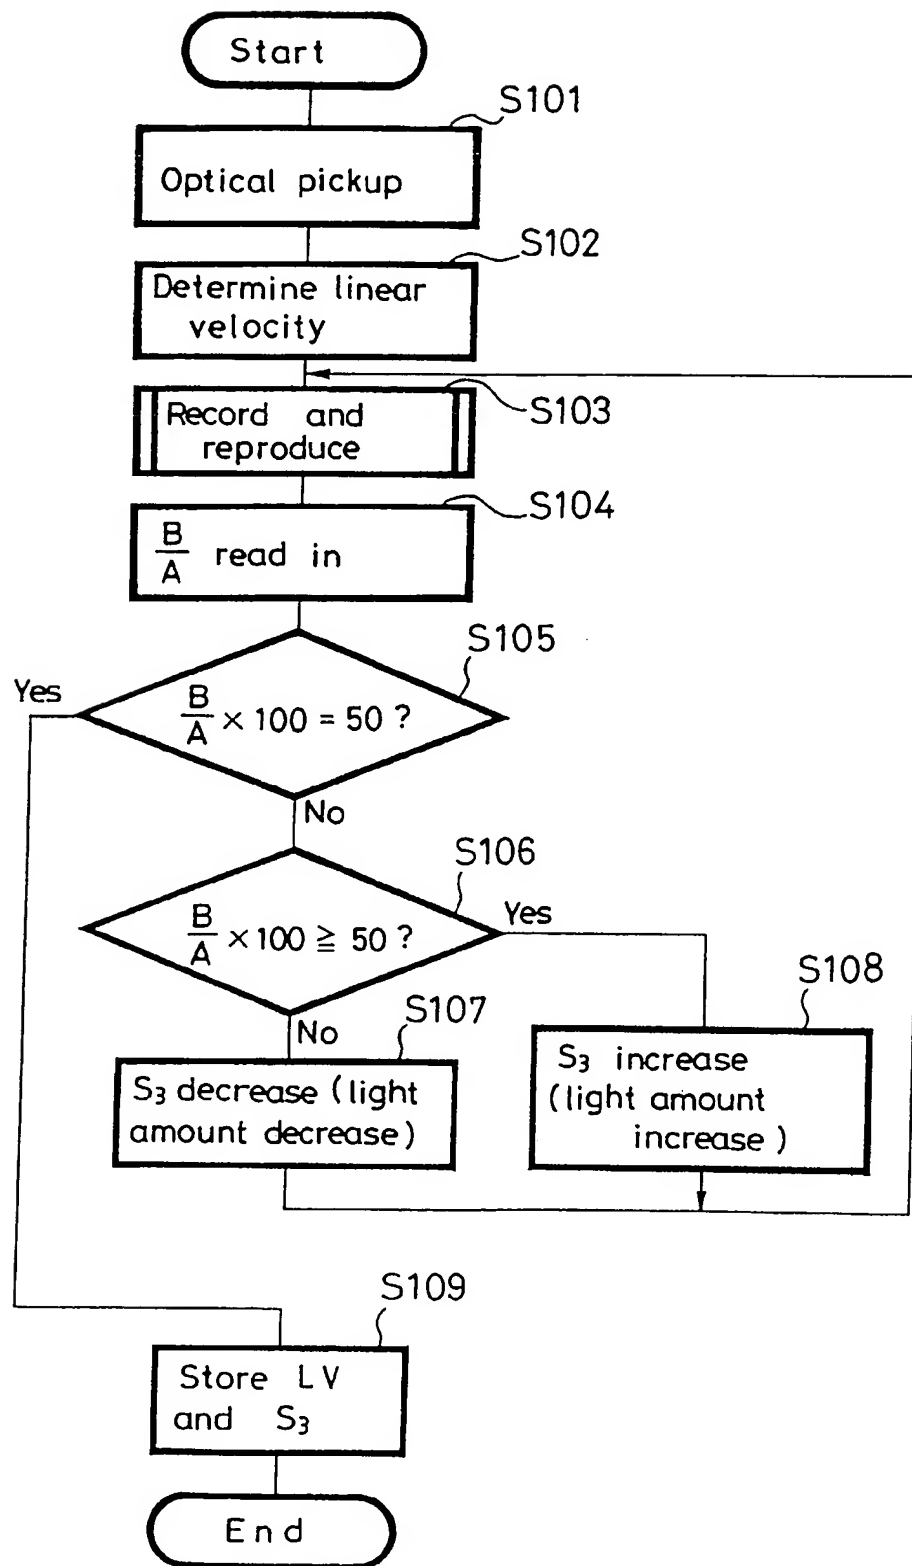 Start
S101
Optical pickup
S102
Determine linear
velocity
S103
Record and
reproduce
S104
B/A read in
S105
Yes
B/A × 100 = 50 ?
No
S106
Yes
B/A × 100 ≧ 50 ?
S107
No
S₃ decrease (light
amount decrease)
S108
S₃ increase
(light amount
increase)
S109
Store LV
and S₃
End